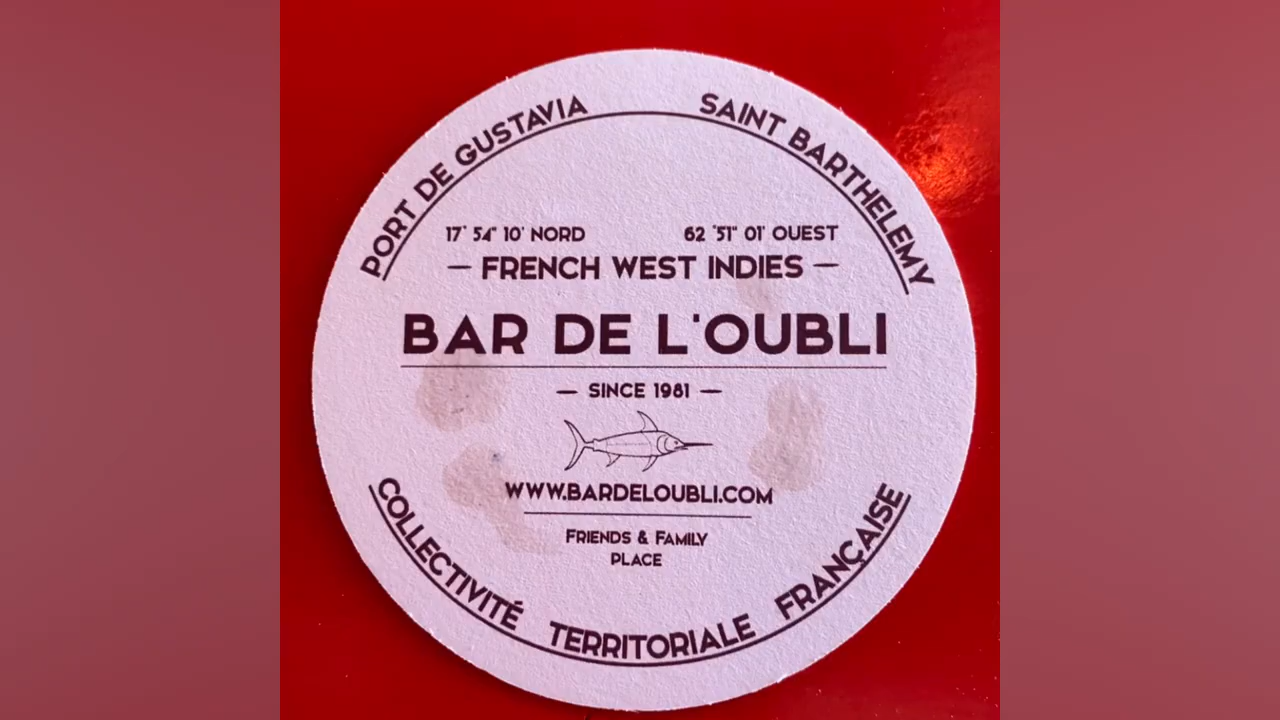 PORT DE GUSTAVIA
SAINT BARTHELEMY
17° 54" 10' NORD
62 °51" 01' OUEST
— FRENCH WEST INDIES —
BAR DE L'OUBLI
— SINCE 1981 —
WWW.BARDELOUBLI.COM
FRIENDS & FAMILY
PLACE
COLLECTIVITÉ TERRITORIALE FRANÇAISE